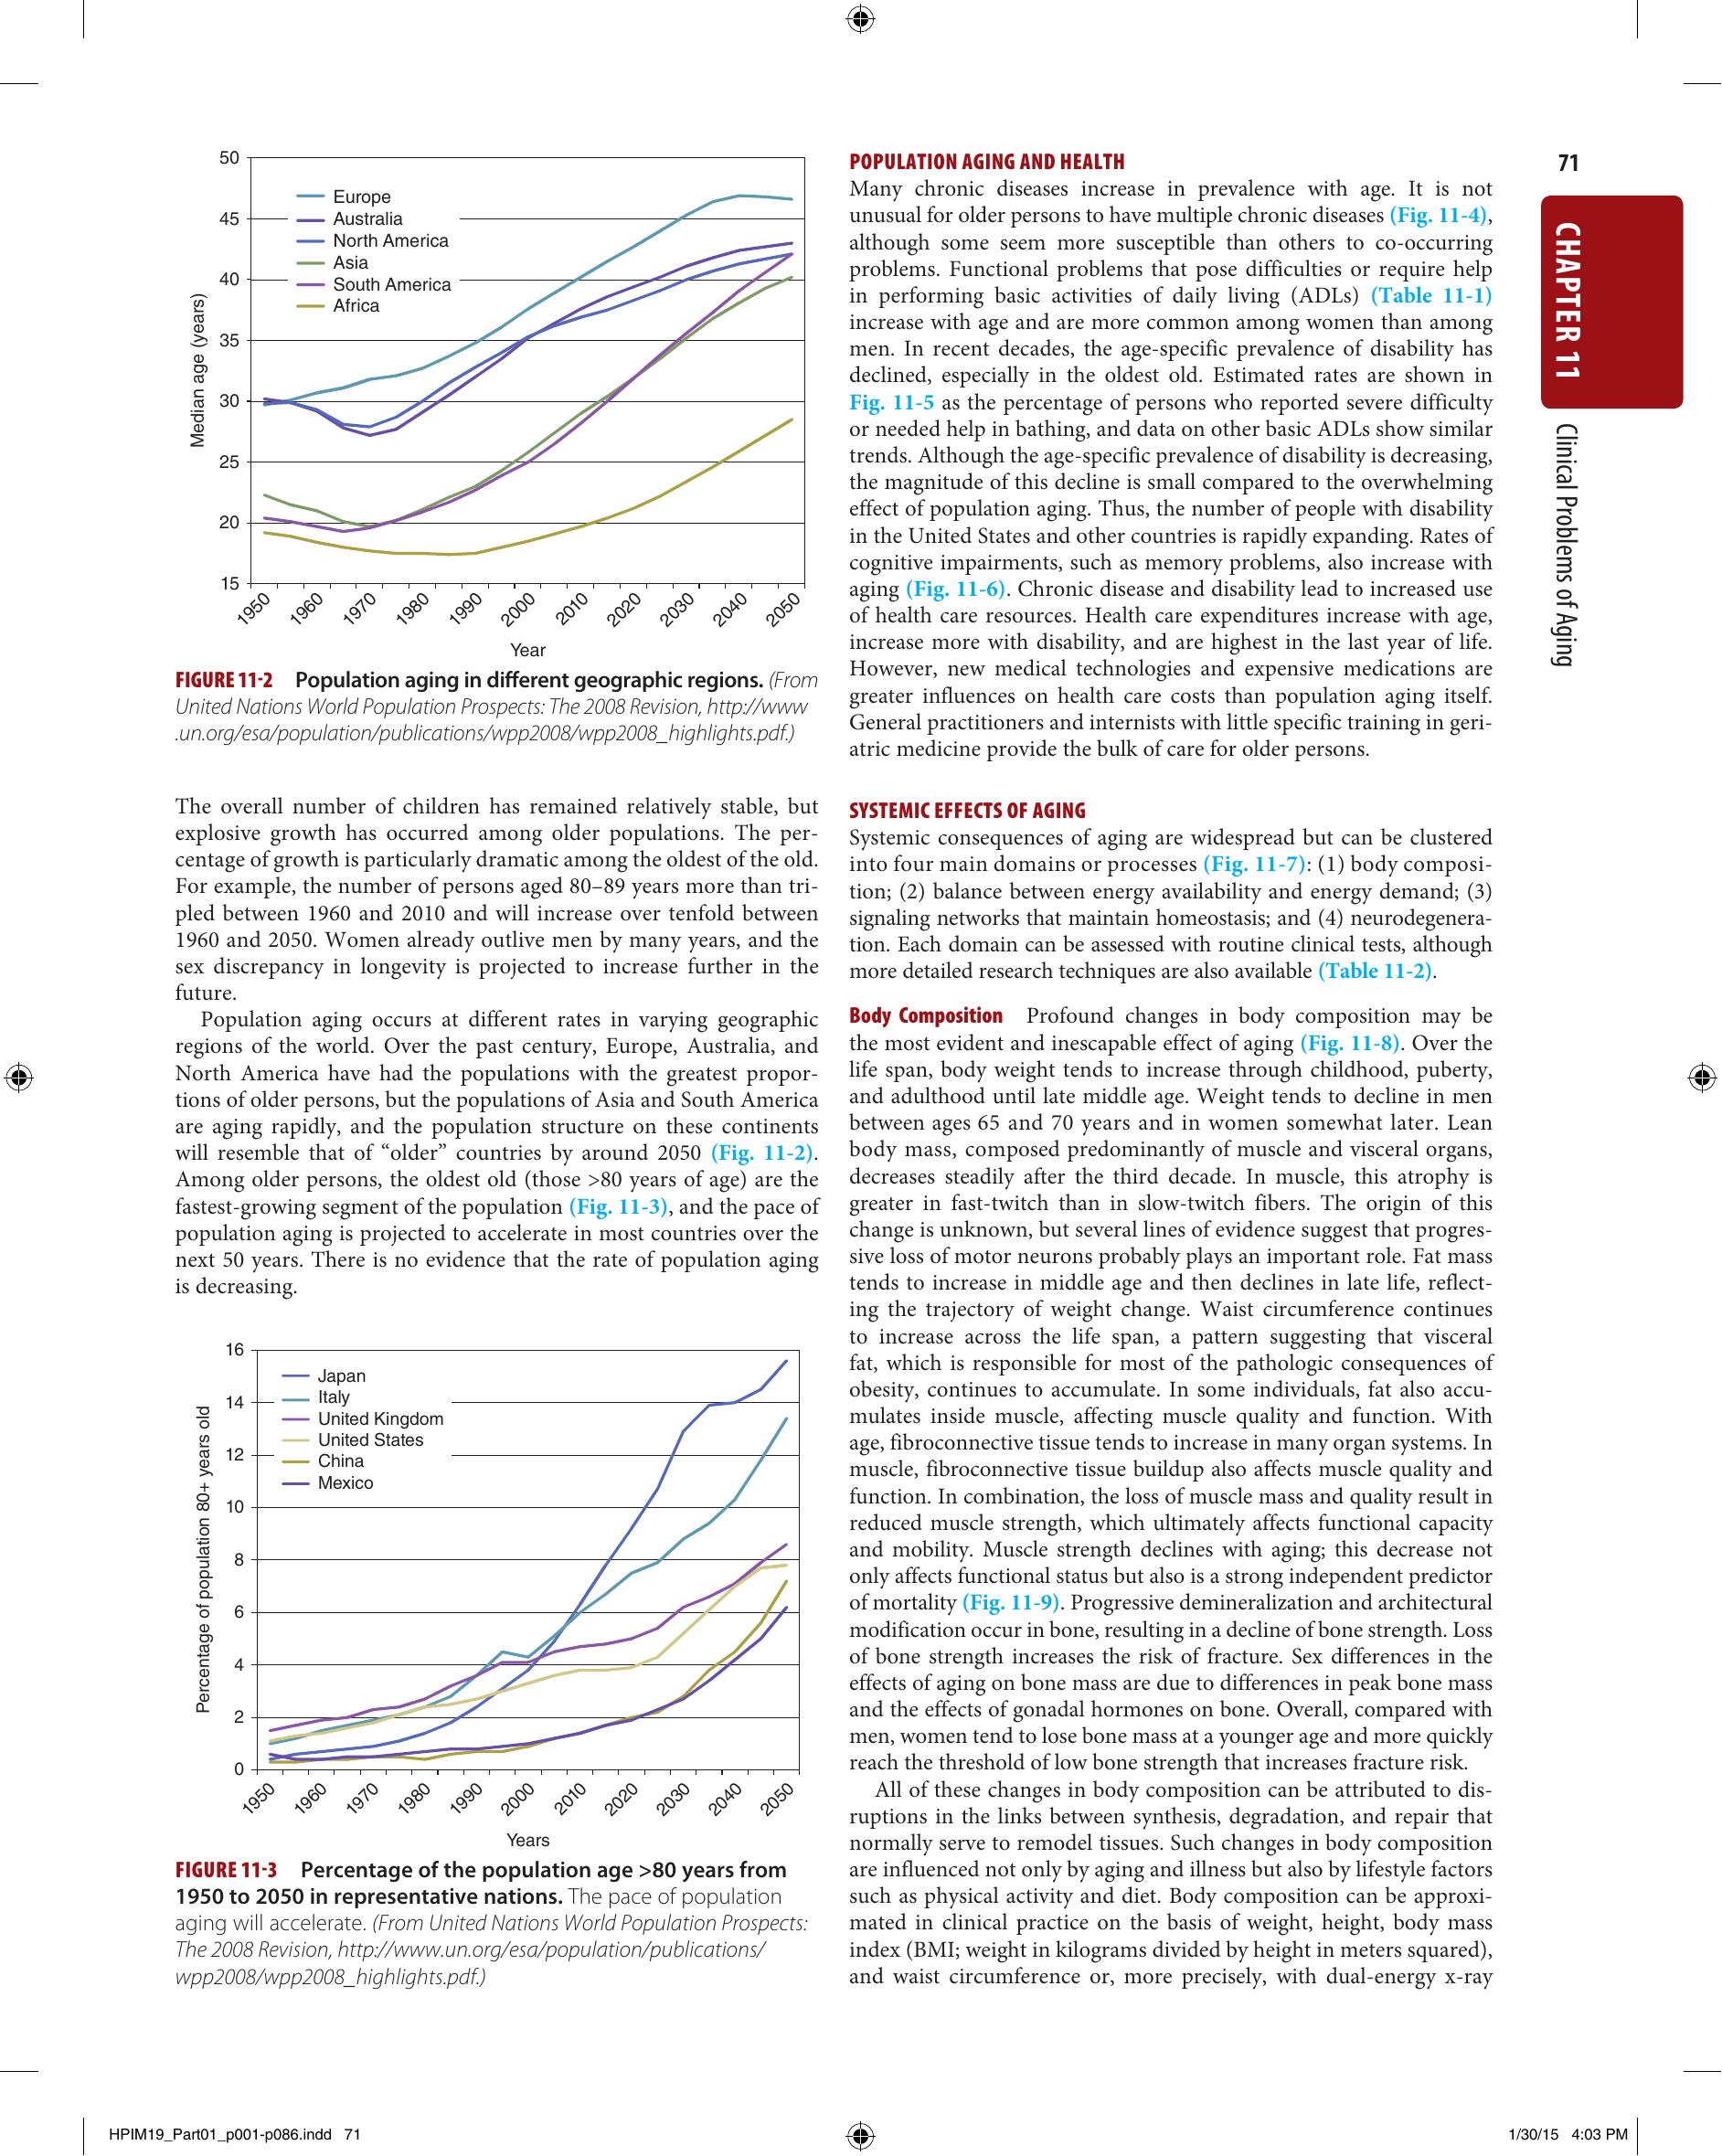 50
45
40
35
30
25
20
15
Median age (years)
Europe
Australia
North America
Asia
South America
Africa
1950
1960
1970
1980
1990
2000
2010
2020
2030
2040
2050
Year
FIGURE 11-2 Population aging in different geographic regions. (From
United Nations World Population Prospects: The 2008 Revision, http://www
.un.org/esa/population/publications/wpp2008/wpp2008_highlights.pdf.)
The overall number of children has remained relatively stable, but
explosive growth has occurred among older populations. The per-
centage of growth is particularly dramatic among the oldest of the old.
For example, the number of persons aged 80–89 years more than tri-
pled between 1960 and 2010 and will increase over tenfold between
1960 and 2050. Women already outlive men by many years, and the
sex discrepancy in longevity is projected to increase further in the
future.
Population aging occurs at different rates in varying geographic
regions of the world. Over the past century, Europe, Australia, and
North America have had the populations with the greatest propor-
tions of older persons, but the populations of Asia and South America
are aging rapidly, and the population structure on these continents
will resemble that of “older” countries by around 2050 (Fig. 11-2).
Among older persons, the oldest old (those >80 years of age) are the
fastest-growing segment of the population (Fig. 11-3), and the pace of
population aging is projected to accelerate in most countries over the
next 50 years. There is no evidence that the rate of population aging
is decreasing.
16
14
12
10
8
6
4
2
0
Percentage of population 80+ years old
Japan
Italy
United Kingdom
United States
China
Mexico
1950
1960
1970
1980
1990
2000
2010
2020
2030
2040
2050
Years
FIGURE 11-3 Percentage of the population age >80 years from
1950 to 2050 in representative nations. The pace of population
aging will accelerate. (From United Nations World Population Prospects:
The 2008 Revision, http://www.un.org/esa/population/publications/
wpp2008/wpp2008_highlights.pdf.)
POPULATION AGING AND HEALTH
Many chronic diseases increase in prevalence with age. It is not
unusual for older persons to have multiple chronic diseases (Fig. 11-4),
although some seem more susceptible than others to co-occurring
problems. Functional problems that pose difficulties or require help
in performing basic activities of daily living (ADLs) (Table 11-1)
increase with age and are more common among women than among
men. In recent decades, the age-specific prevalence of disability has
declined, especially in the oldest old. Estimated rates are shown in
Fig. 11-5 as the percentage of persons who reported severe difficulty
or needed help in bathing, and data on other basic ADLs show similar
trends. Although the age-specific prevalence of disability is decreasing,
the magnitude of this decline is small compared to the overwhelming
effect of population aging. Thus, the number of people with disability
in the United States and other countries is rapidly expanding. Rates of
cognitive impairments, such as memory problems, also increase with
aging (Fig. 11-6). Chronic disease and disability lead to increased use
of health care resources. Health care expenditures increase with age,
increase more with disability, and are highest in the last year of life.
However, new medical technologies and expensive medications are
greater influences on health care costs than population aging itself.
General practitioners and internists with little specific training in geri-
atric medicine provide the bulk of care for older persons.
SYSTEMIC EFFECTS OF AGING
Systemic consequences of aging are widespread but can be clustered
into four main domains or processes (Fig. 11-7): (1) body composi-
tion; (2) balance between energy availability and energy demand; (3)
signaling networks that maintain homeostasis; and (4) neurodegenera-
tion. Each domain can be assessed with routine clinical tests, although
more detailed research techniques are also available (Table 11-2).
Body Composition Profound changes in body composition may be
the most evident and inescapable effect of aging (Fig. 11-8). Over the
life span, body weight tends to increase through childhood, puberty,
and adulthood until late middle age. Weight tends to decline in men
between ages 65 and 70 years and in women somewhat later. Lean
body mass, composed predominantly of muscle and visceral organs,
decreases steadily after the third decade. In muscle, this atrophy is
greater in fast-twitch than in slow-twitch fibers. The origin of this
change is unknown, but several lines of evidence suggest that progres-
sive loss of motor neurons probably plays an important role. Fat mass
tends to increase in middle age and then declines in late life, reflect-
ing the trajectory of weight change. Waist circumference continues
to increase across the life span, a pattern suggesting that visceral
fat, which is responsible for most of the pathologic consequences of
obesity, continues to accumulate. In some individuals, fat also accu-
mulates inside muscle, affecting muscle quality and function. With
age, fibroconnective tissue tends to increase in many organ systems. In
muscle, fibroconnective tissue buildup also affects muscle quality and
function. In combination, the loss of muscle mass and quality result in
reduced muscle strength, which ultimately affects functional capacity
and mobility. Muscle strength declines with aging; this decrease not
only affects functional status but also is a strong independent predictor
of mortality (Fig. 11-9). Progressive demineralization and architectural
modification occur in bone, resulting in a decline of bone strength. Loss
of bone strength increases the risk of fracture. Sex differences in the
effects of aging on bone mass are due to differences in peak bone mass
and the effects of gonadal hormones on bone. Overall, compared with
men, women tend to lose bone mass at a younger age and more quickly
reach the threshold of low bone strength that increases fracture risk.
All of these changes in body composition can be attributed to dis-
ruptions in the links between synthesis, degradation, and repair that
normally serve to remodel tissues. Such changes in body composition
are influenced not only by aging and illness but also by lifestyle factors
such as physical activity and diet. Body composition can be approxi-
mated in clinical practice on the basis of weight, height, body mass
index (BMI; weight in kilograms divided by height in meters squared),
and waist circumference or, more precisely, with dual-energy x-ray
71
CHAPTER 11
Clinical Problems of Aging
HPIM19_Part01_p001-p086.indd 71
1/30/15 4:03 PM